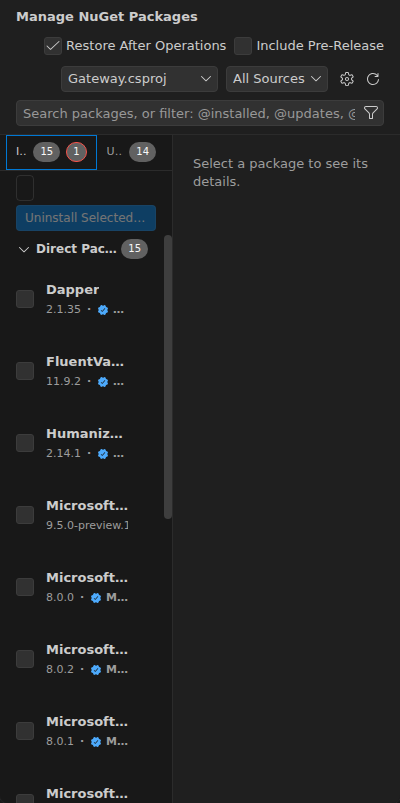 Manage NuGet Packages
Restore After Operations
Include Pre-Release
Gateway.csproj
All Sources
Search packages, or filter: @installed, @updates, @
I.. 15 1
U.. 14
Select a package to see its
details.
Uninstall Selected...
Direct Pac... 15
Dapper
2.1.35 · ...
FluentVa...
11.9.2 · ...
Humaniz...
2.14.1 · ...
Microsoft...
9.5.0-preview.1
Microsoft...
8.0.0 · M...
Microsoft...
8.0.2 · M...
Microsoft...
8.0.1 · M...
Microsoft...